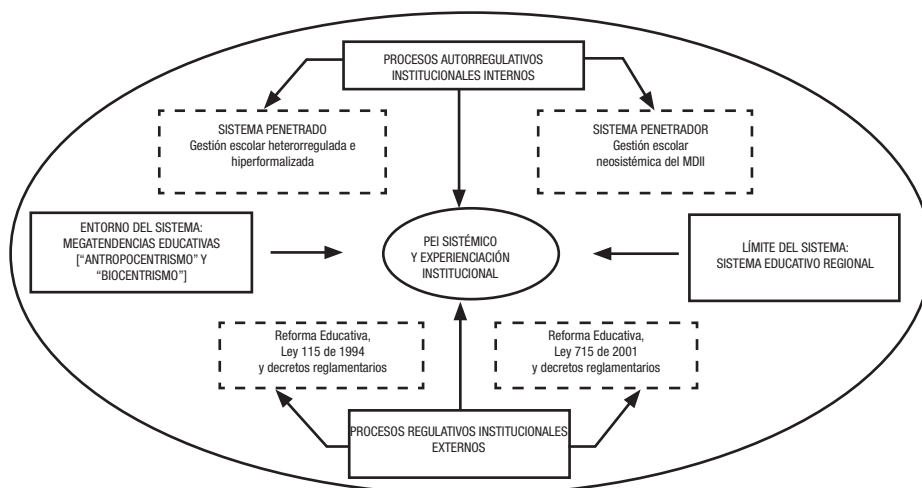 PROCESOS AUTORREGULATIVOS
INSTITUCIONALES INTERNOS
SISTEMA PENETRADO
Gestión escolar heterorregulada e
hiperformalizada
SISTEMA PENETRADOR
Gestión escolar
neosistémica del MDII
ENTORNO DEL SISTEMA:
MEGATENDENCIAS EDUCATIVAS
["ANTROPOCENTRISMO" Y
"BIOCENTRISMO"]
PEI SISTÉMICO
Y EXPERIENCIACIÓN
INSTITUCIONAL
LÍMITE DEL SISTEMA:
SISTEMA EDUCATIVO REGIONAL
Reforma Educativa,
Ley 115 de 1994
y decretos reglamentarios
Reforma Educativa,
Ley 715 de 2001
y decretos reglamentarios
PROCESOS REGULATIVOS INSTITUCIONALES
EXTERNOS